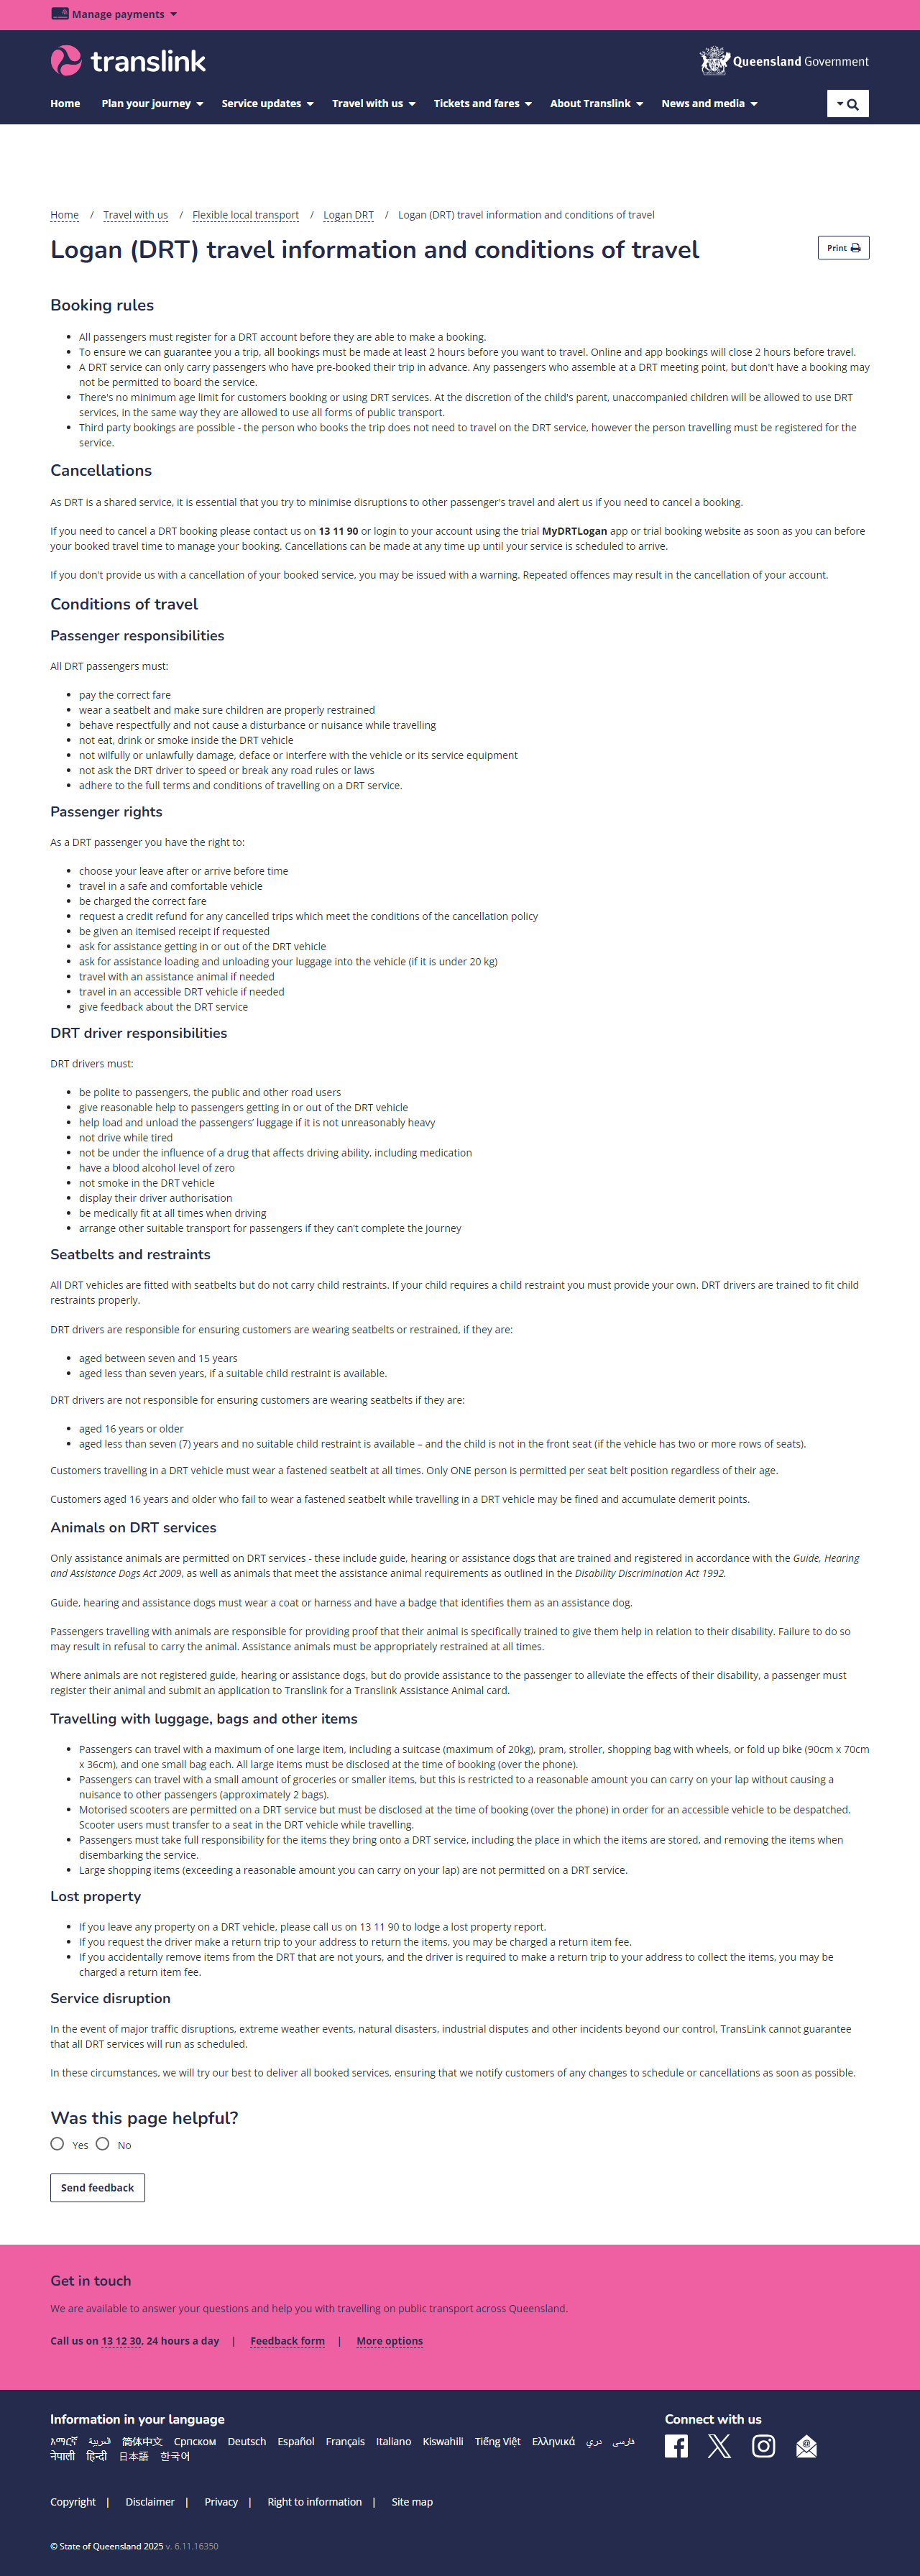 Manage payments
translink
Queensland Government
Home Plan your journey Service updates Travel with us Tickets and fares About Translink News and media
Home / Travel with us / Flexible local transport / Logan DRT / Logan (DRT) travel information and conditions of travel
Logan (DRT) travel information and conditions of travel
Print
Booking rules
All passengers must register for a DRT account before they are able to make a booking.
To ensure we can guarantee you a trip, all bookings must be made at least 2 hours before you want to travel. Online and app bookings will close 2 hours before travel.
A DRT service can only carry passengers who have pre-booked their trip in advance. Any passengers who assemble at a DRT meeting point, but don't have a booking may
not be permitted to board the service.
There's no minimum age limit for customers booking or using DRT services. At the discretion of the child's parent, unaccompanied children will be allowed to use DRT
services, in the same way they are allowed to use all forms of public transport.
Third party bookings are possible - the person who books the trip does not need to travel on the DRT service, however the person travelling must be registered for the
service.
Cancellations
As DRT is a shared service, it is essential that you try to minimise disruptions to other passenger's travel and alert us if you need to cancel a booking.
If you need to cancel a DRT booking please contact us on 13 11 90 or login to your account using the trial MyDRTLogan app or trial booking website as soon as you can before
your booked travel time to manage your booking. Cancellations can be made at any time up until your service is scheduled to arrive.
If you don't provide us with a cancellation of your booked service, you may be issued with a warning. Repeated offences may result in the cancellation of your account.
Conditions of travel
Passenger responsibilities
All DRT passengers must:
pay the correct fare
wear a seatbelt and make sure children are properly restrained
behave respectfully and not cause a disturbance or nuisance while travelling
not eat, drink or smoke inside the DRT vehicle
not wilfully or unlawfully damage, deface or interfere with the vehicle or its service equipment
not ask the DRT driver to speed or break any road rules or laws
adhere to the full terms and conditions of travelling on a DRT service.
Passenger rights
As a DRT passenger you have the right to:
choose your leave after or arrive before time
travel in a safe and comfortable vehicle
be charged the correct fare
request a credit refund for any cancelled trips which meet the conditions of the cancellation policy
be given an itemised receipt if requested
ask for assistance getting in or out of the DRT vehicle
ask for assistance loading and unloading your luggage into the vehicle (if it is under 20 kg)
travel with an assistance animal if needed
travel in an accessible DRT vehicle if needed
give feedback about the DRT service
DRT driver responsibilities
DRT drivers must:
be polite to passengers, the public and other road users
give reasonable help to passengers getting in or out of the DRT vehicle
help load and unload the passengers’ luggage if it is not unreasonably heavy
not drive while tired
not be under the influence of a drug that affects driving ability, including medication
have a blood alcohol level of zero
not smoke in the DRT vehicle
display their driver authorisation
be medically fit at all times when driving
arrange other suitable transport for passengers if they can’t complete the journey
Seatbelts and restraints
All DRT vehicles are fitted with seatbelts but do not carry child restraints. If your child requires a child restraint you must provide your own. DRT drivers are trained to fit child
restraints properly.
DRT drivers are responsible for ensuring customers are wearing seatbelts or restrained, if they are:
aged between seven and 15 years
aged less than seven years, if a suitable child restraint is available.
DRT drivers are not responsible for ensuring customers are wearing seatbelts if they are:
aged 16 years or older
aged less than seven (7) years and no suitable child restraint is available – and the child is not in the front seat (if the vehicle has two or more rows of seats).
Customers travelling in a DRT vehicle must wear a fastened seatbelt at all times. Only ONE person is permitted per seat belt position regardless of their age.
Customers aged 16 years and older who fail to wear a fastened seatbelt while travelling in a DRT vehicle may be fined and accumulate demerit points.
Animals on DRT services
Only assistance animals are permitted on DRT services - these include guide, hearing or assistance dogs that are trained and registered in accordance with the Guide, Hearing
and Assistance Dogs Act 2009, as well as animals that meet the assistance animal requirements as outlined in the Disability Discrimination Act 1992.
Guide, hearing and assistance dogs must wear a coat or harness and have a badge that identifies them as an assistance dog.
Passengers travelling with animals are responsible for providing proof that their animal is specifically trained to give them help in relation to their disability. Failure to do so
may result in refusal to carry the animal. Assistance animals must be appropriately restrained at all times.
Where animals are not registered guide, hearing or assistance dogs, but do provide assistance to the passenger to alleviate the effects of their disability, a passenger must
register their animal and submit an application to Translink for a Translink Assistance Animal card.
Travelling with luggage, bags and other items
Passengers can travel with a maximum of one large item, including a suitcase (maximum of 20kg), pram, stroller, shopping bag with wheels, or fold up bike (90cm x 70cm
x 36cm), and one small bag each. All large items must be disclosed at the time of booking (over the phone).
Passengers can travel with a small amount of groceries or smaller items, but this is restricted to a reasonable amount you can carry on your lap without causing a
nuisance to other passengers (approximately 2 bags).
Motorised scooters are permitted on a DRT service but must be disclosed at the time of booking (over the phone) in order for an accessible vehicle to be despatched.
Scooter users must transfer to a seat in the DRT vehicle while travelling.
Passengers must take full responsibility for the items they bring onto a DRT service, including the place in which the items are stored, and removing the items when
disembarking the service.
Large shopping items (exceeding a reasonable amount you can carry on your lap) are not permitted on a DRT service.
Lost property
If you leave any property on a DRT vehicle, please call us on 13 11 90 to lodge a lost property report.
If you request the driver make a return trip to your address to return the items, you may be charged a return item fee.
If you accidentally remove items from the DRT that are not yours, and the driver is required to make a return trip to your address to collect the items, you may be
charged a return item fee.
Service disruption
In the event of major traffic disruptions, extreme weather events, natural disasters, industrial disputes and other incidents beyond our control, TransLink cannot guarantee
that all DRT services will run as scheduled.
In these circumstances, we will try our best to deliver all booked services, ensuring that we notify customers of any changes to schedule or cancellations as soon as possible.
Was this page helpful?
Yes No
Send feedback
Get in touch
We are available to answer your questions and help you with travelling on public transport across Queensland.
Call us on 13 12 30, 24 hours a day | Feedback form | More options
Information in your language
አማርኛ العربية 简体中文 Српском Deutsch Español Français Italiano Kiswahili Tiếng Việt Ελληνικά دري فارسی
नेपाली हिन्दी 日本語 한국어
Connect with us
Copyright | Disclaimer | Privacy | Right to information | Site map
© State of Queensland 2025 v. 6.11.16350